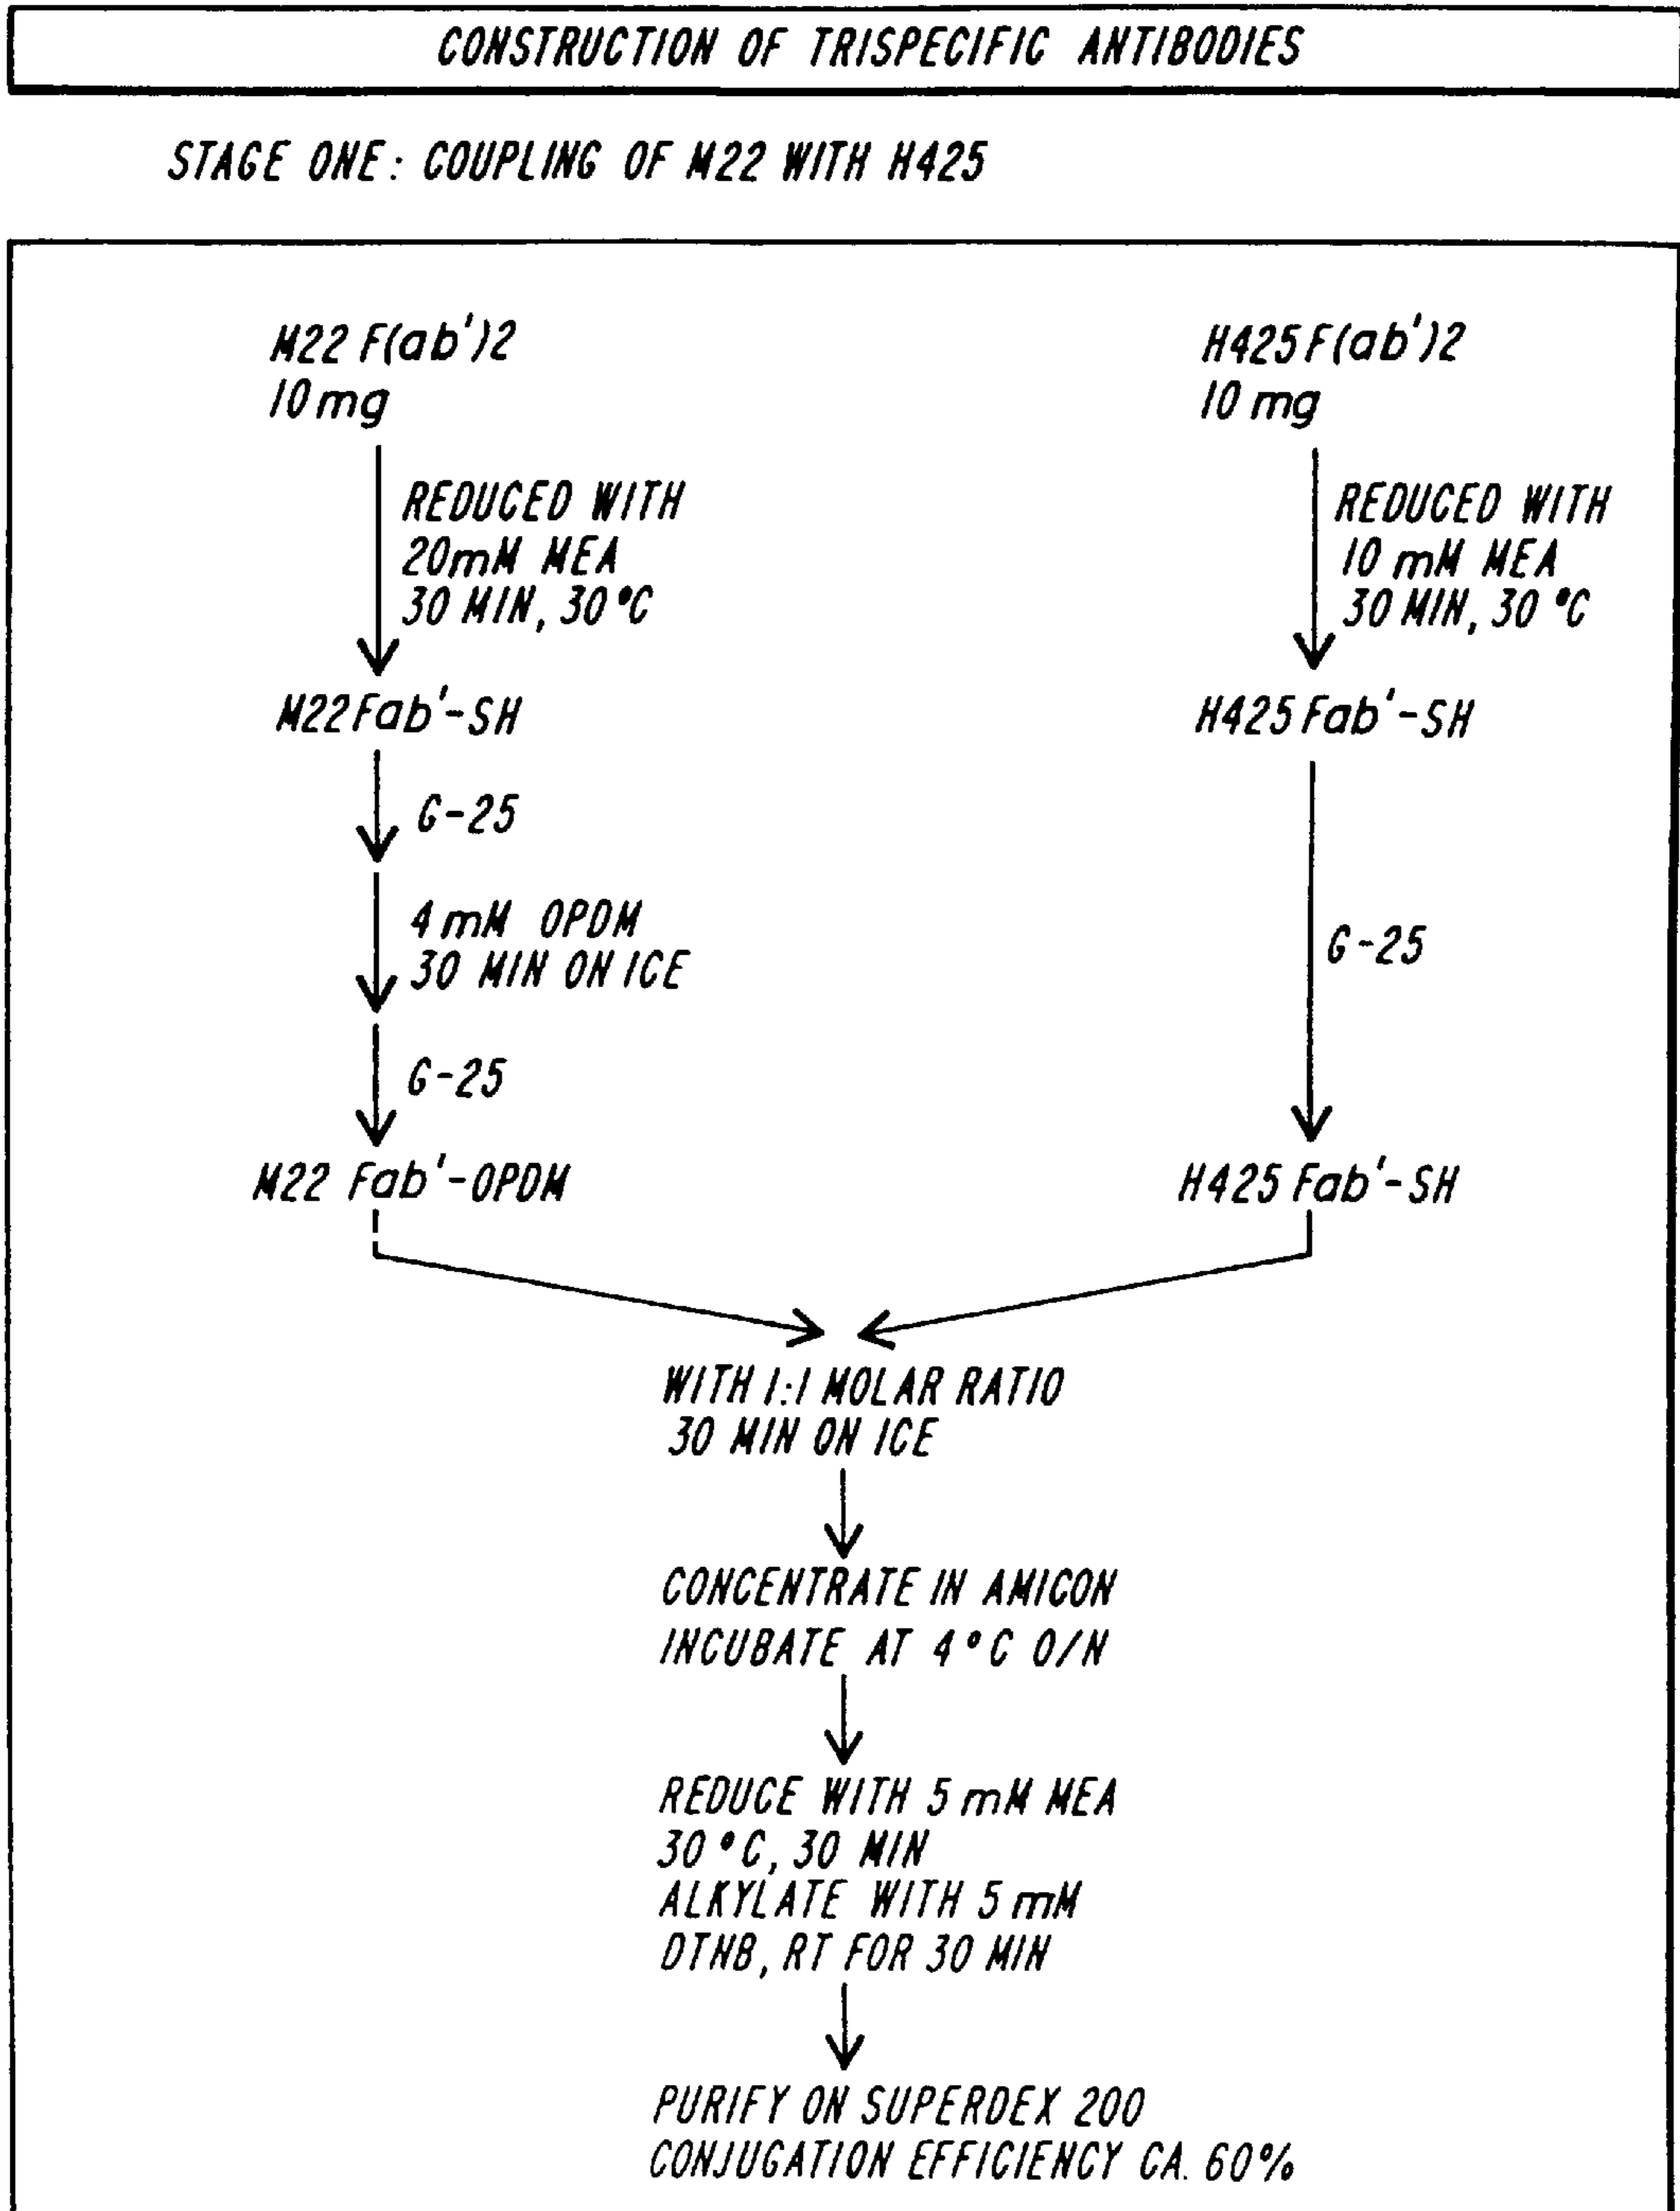 CONSTRUCTION OF TRISPECIFIC ANTIBODIES
STAGE ONE: COUPLING OF M22 WITH H425
M22 F(ab')2
10 mg
REDUCED WITH
20mM MEA
30 MIN, 30°C
M22Fab'-SH
G-25
4 mM OPDM
30 MIN ON ICE
G-25
M22 Fab'-OPDM
H425F(ab')2
10 mg
REDUCED WITH
10 mM MEA
30 MIN, 30°C
H425 Fab'-SH
G-25
H425 Fab'-SH
WITH 1:1 MOLAR RATIO
30 MIN ON ICE
CONCENTRATE IN AMICON
INCUBATE AT 4°C O/N
REDUCE WITH 5 mM MEA
30°C, 30 MIN
ALKYLATE WITH 5 mM
DTNB, RT FOR 30 MIN
PURIFY ON SUPERDEX 200
CONJUGATION EFFICIENCY CA. 60%